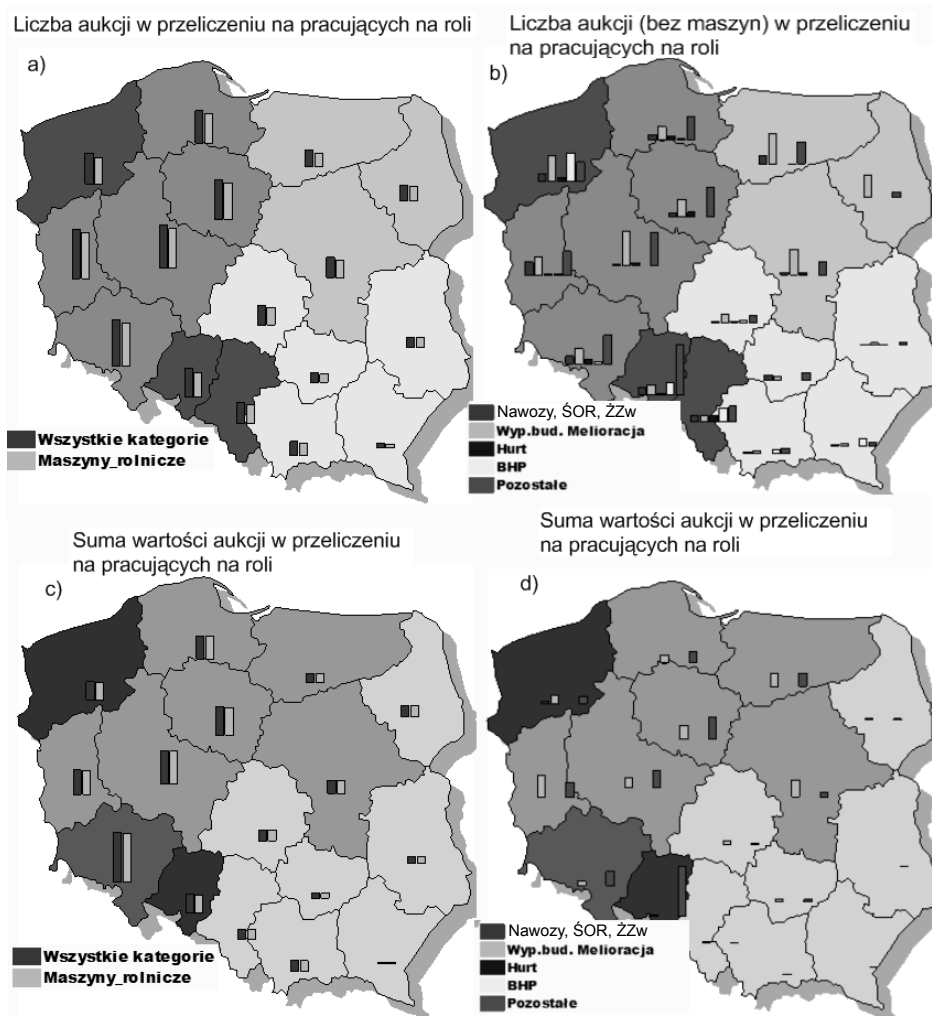 Liczba aukcji w przeliczeniu na pracujących na roli
a)
Wszystkie kategorie
Maszyny_rolnicze
Liczba aukcji (bez maszyn) w przeliczeniu
na pracujących na roli
b)
Nawozy, ŚOR, ŻZw
Wyp.bud. Melioracja
Hurt
BHP
Pozostałe
Suma wartości aukcji w przeliczeniu
na pracujących na roli
c)
Wszystkie kategorie
Maszyny_rolnicze
Suma wartości aukcji w przeliczeniu
na pracujących na roli
d)
Nawozy, ŚOR, ŻZw
Wyp.bud. Melioracja
Hurt
BHP
Pozostałe